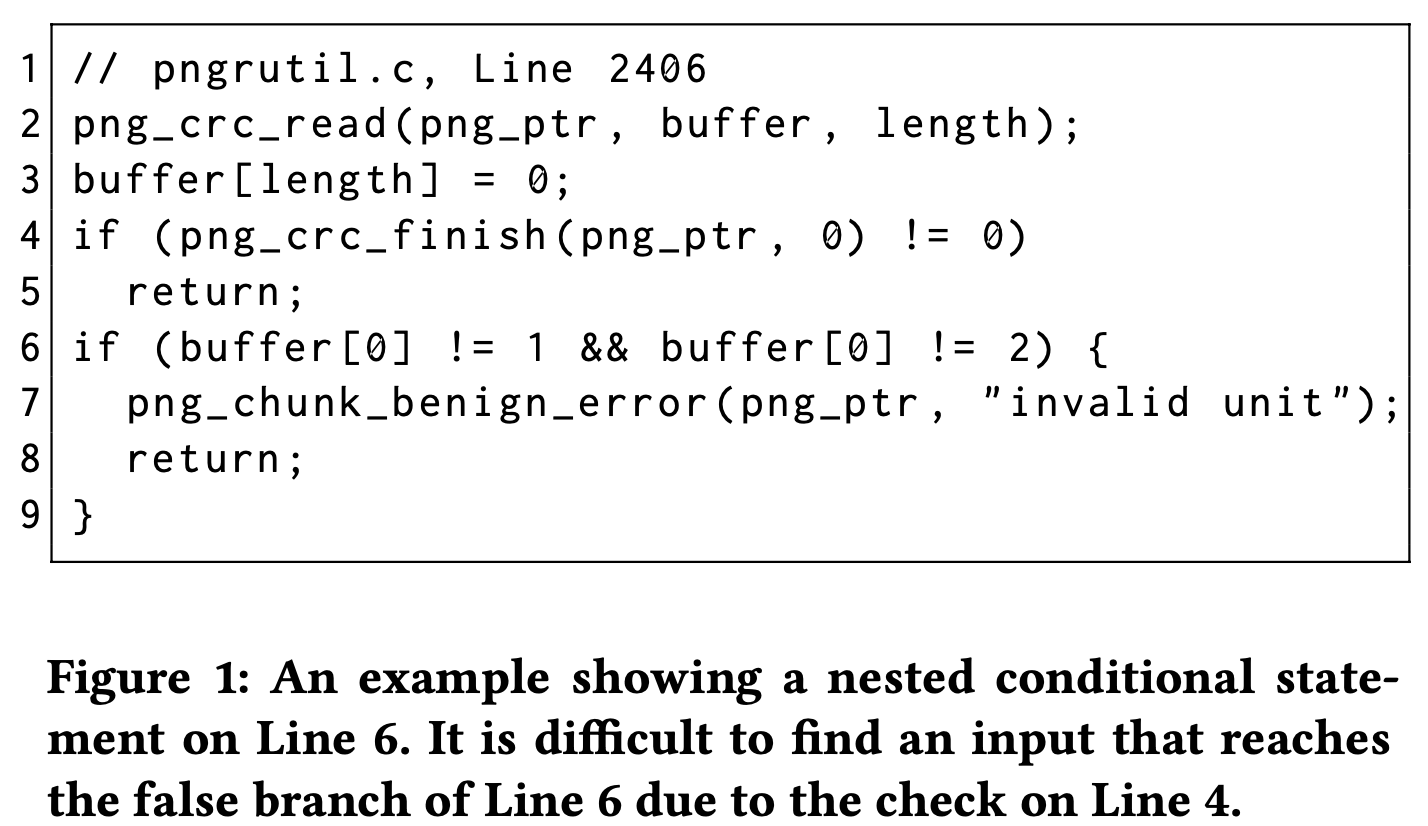 1 // pngrutil.c, Line 2406
2 png_crc_read(png_ptr, buffer, length);
3 buffer[length] = 0;
4 if (png_crc_finish(png_ptr, 0) != 0)
5   return;
6 if (buffer[0] != 1 && buffer[0] != 2) {
7   png_chunk_benign_error(png_ptr, "invalid unit");
8   return;
9 }
Figure 1: An example showing a nested conditional state-
ment on Line 6. It is difficult to find an input that reaches
the false branch of Line 6 due to the check on Line 4.